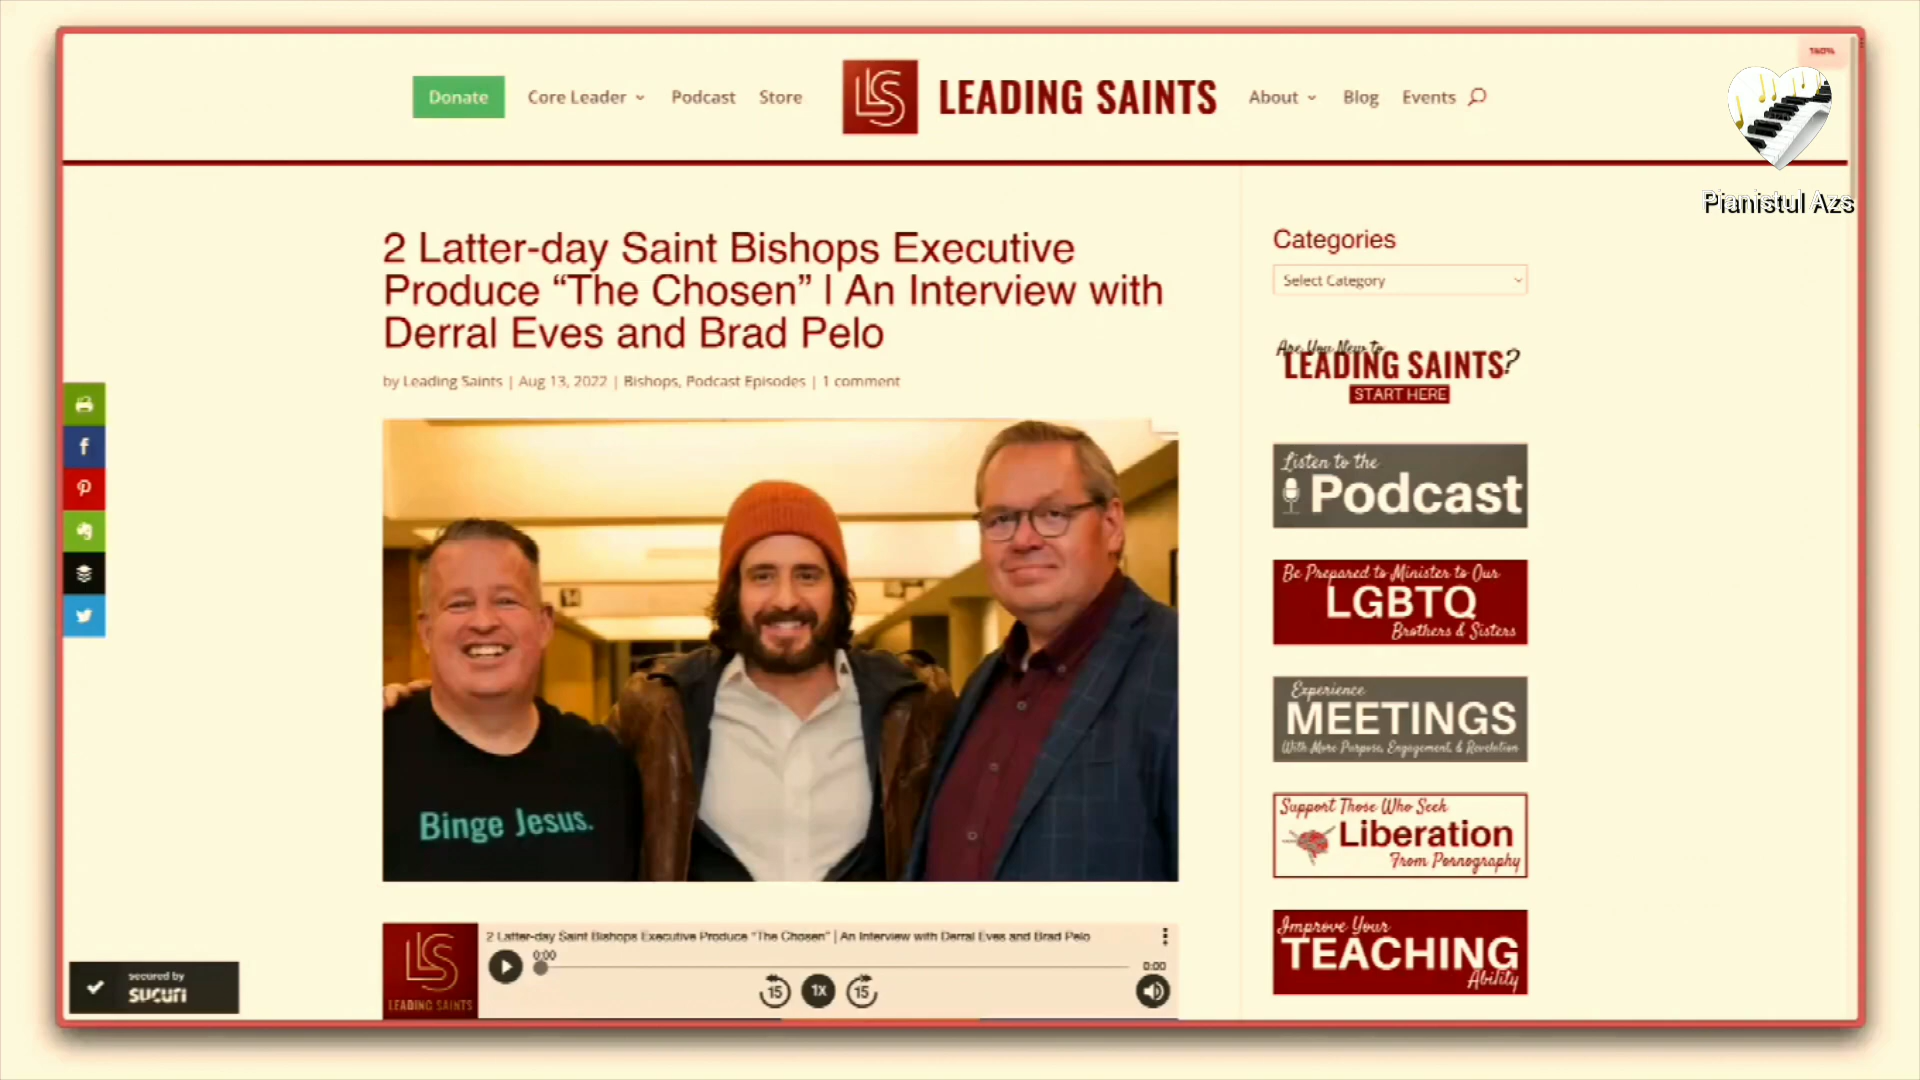 140%
Donate
Core Leader
Podcast
Store
LS
LEADING SAINTS
About
Blog
Events
Pianistul Azs
2 Latter-day Saint Bishops Executive
Produce “The Chosen” | An Interview with
Derral Eves and Brad Pelo
by Leading Saints | Aug 13, 2022 | Bishops, Podcast Episodes | 1 comment
Binge Jesus.
LS
LEADING SAINTS
2 Latter-day Saint Bishops Executive Produce “The Chosen” | An Interview with Derral Eves and Brad Pelo
0:00
0:00
15
1X
15
secured by
sucuri
Categories
Select Category
Are You New to
LEADING SAINTS?
START HERE
Listen to the
Podcast
Be Prepared to Minister to Our
LGBTQ
Brothers & Sisters
Experience
MEETINGS
With More Purpose, Engagement, & Revelation
Support Those Who Seek
Liberation
From Pornography
Improve Your
TEACHING
Ability